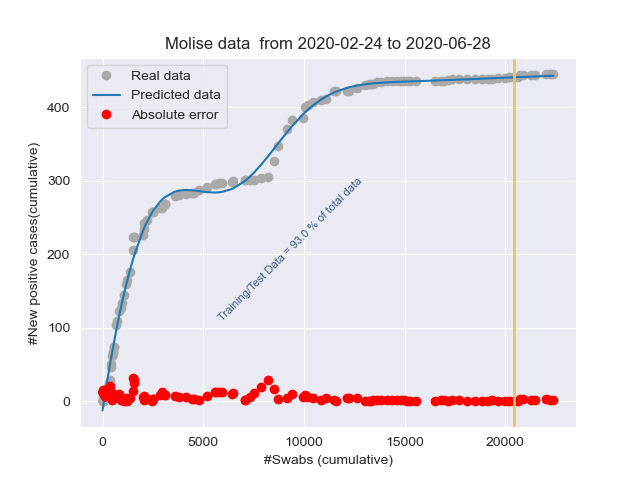 Molise data  from 2020-02-24 to 2020-06-28
Real data
Predicted data
Absolute error
#New positive cases(cumulative)
400
300
200
100
0
Training/Test Data = 93.0 % of total data
0
5000
10000
15000
20000
#Swabs (cumulative)